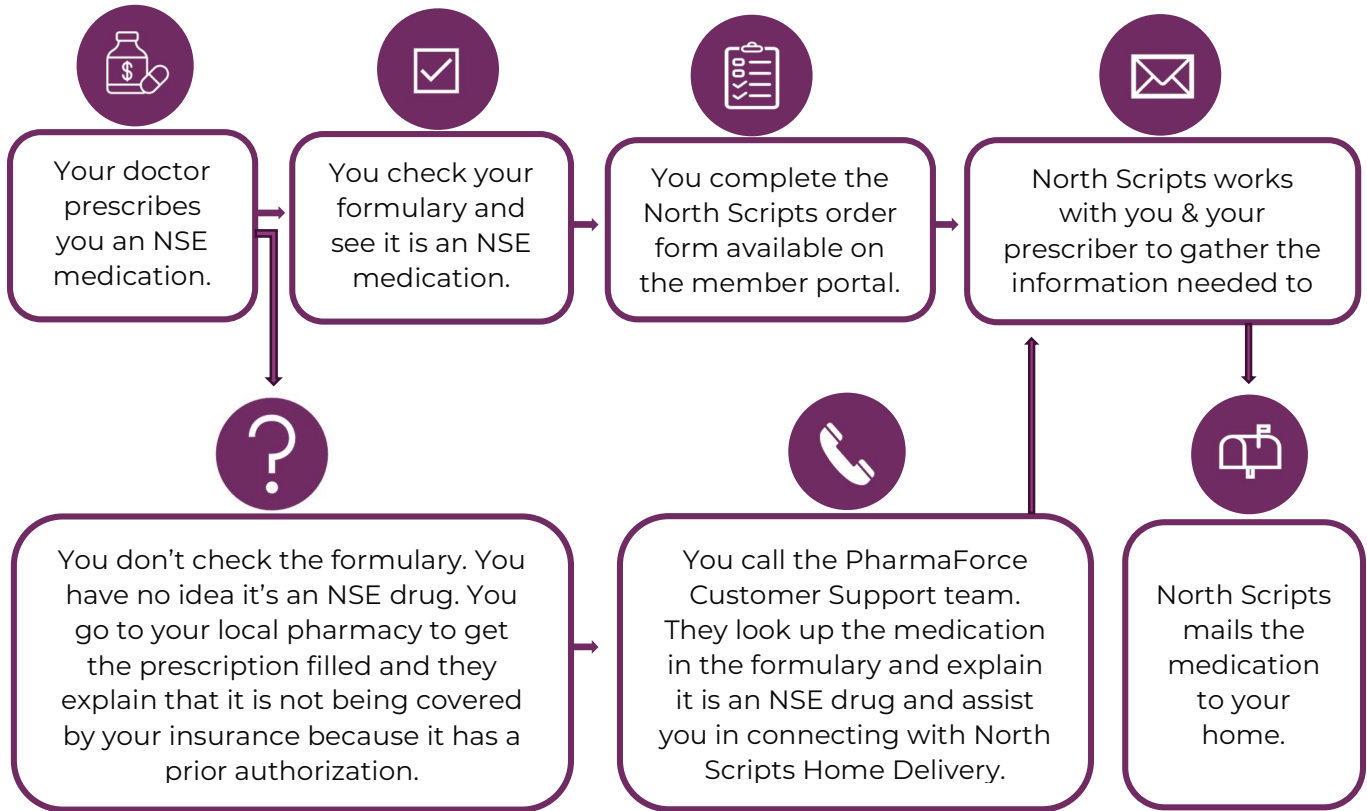 $
Your doctor
prescribes
you an NSE
medication.
You check your
formulary and
see it is an NSE
medication.
You complete the
North Scripts order
form available on
the member portal.
North Scripts works
with you & your
prescriber to gather the
information needed to
?
You don’t check the formulary. You
have no idea it’s an NSE drug. You
go to your local pharmacy to get
the prescription filled and they
explain that it is not being covered
by your insurance because it has a
prior authorization.
You call the PharmaForce
Customer Support team.
They look up the medication
in the formulary and explain
it is an NSE drug and assist
you in connecting with North
Scripts Home Delivery.
North Scripts
mails the
medication
to your
home.